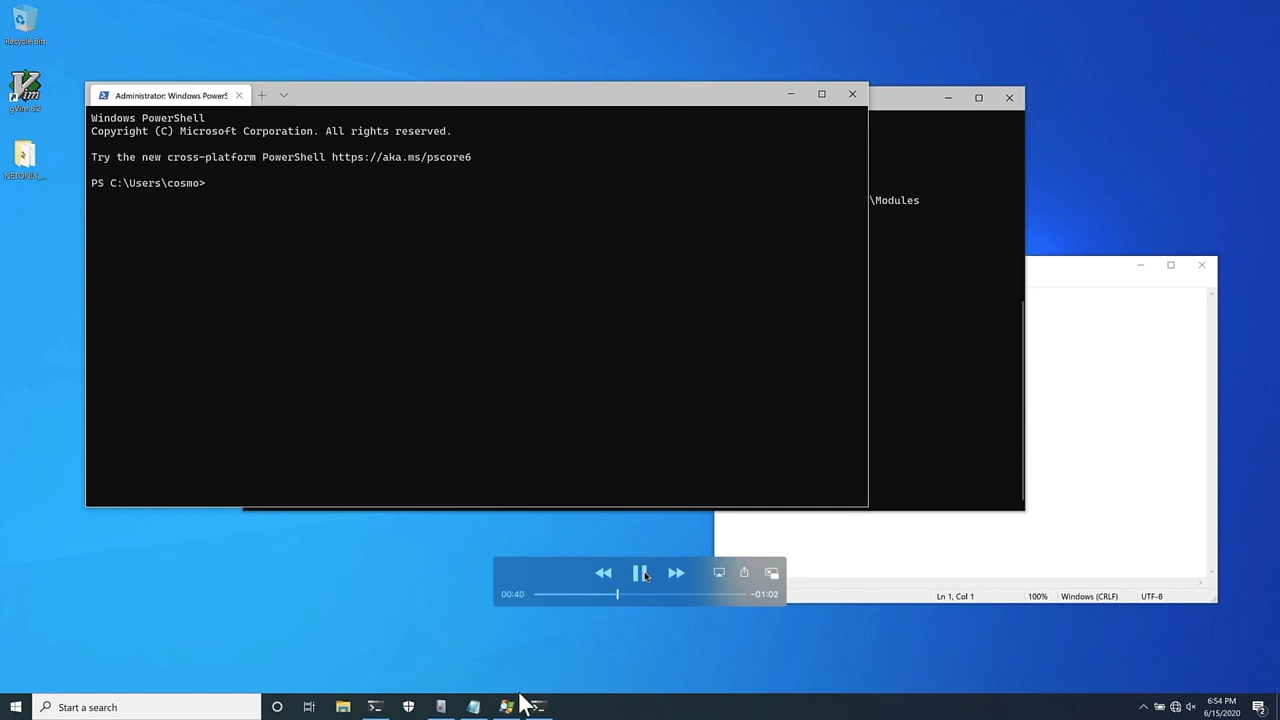 Recycle Bin
gVim 8.2
NETONLY_...
Administrator: Windows PowerS
Windows PowerShell
Copyright (C) Microsoft Corporation. All rights reserved.
Try the new cross-platform PowerShell https://aka.ms/pscore6
PS C:\Users\cosmo>
\Modules
00:40
-01:02
Ln 1, Col 1
100%
Windows (CRLF)
UTF-8
Start a search
6:54 PM
6/15/2020
2